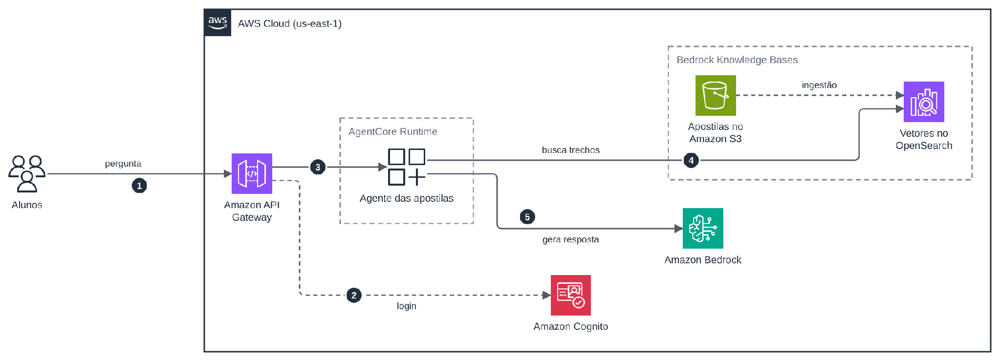 aws
AWS Cloud (us-east-1)
Bedrock Knowledge Bases
ingestão
Apostilas no
Amazon S3
Vetores no
OpenSearch
AgentCore Runtime
busca trechos
4
pergunta
1
3
Alunos
Amazon API
Gateway
Agente das apostilas
5
gera resposta
Amazon Bedrock
2
login
Amazon Cognito